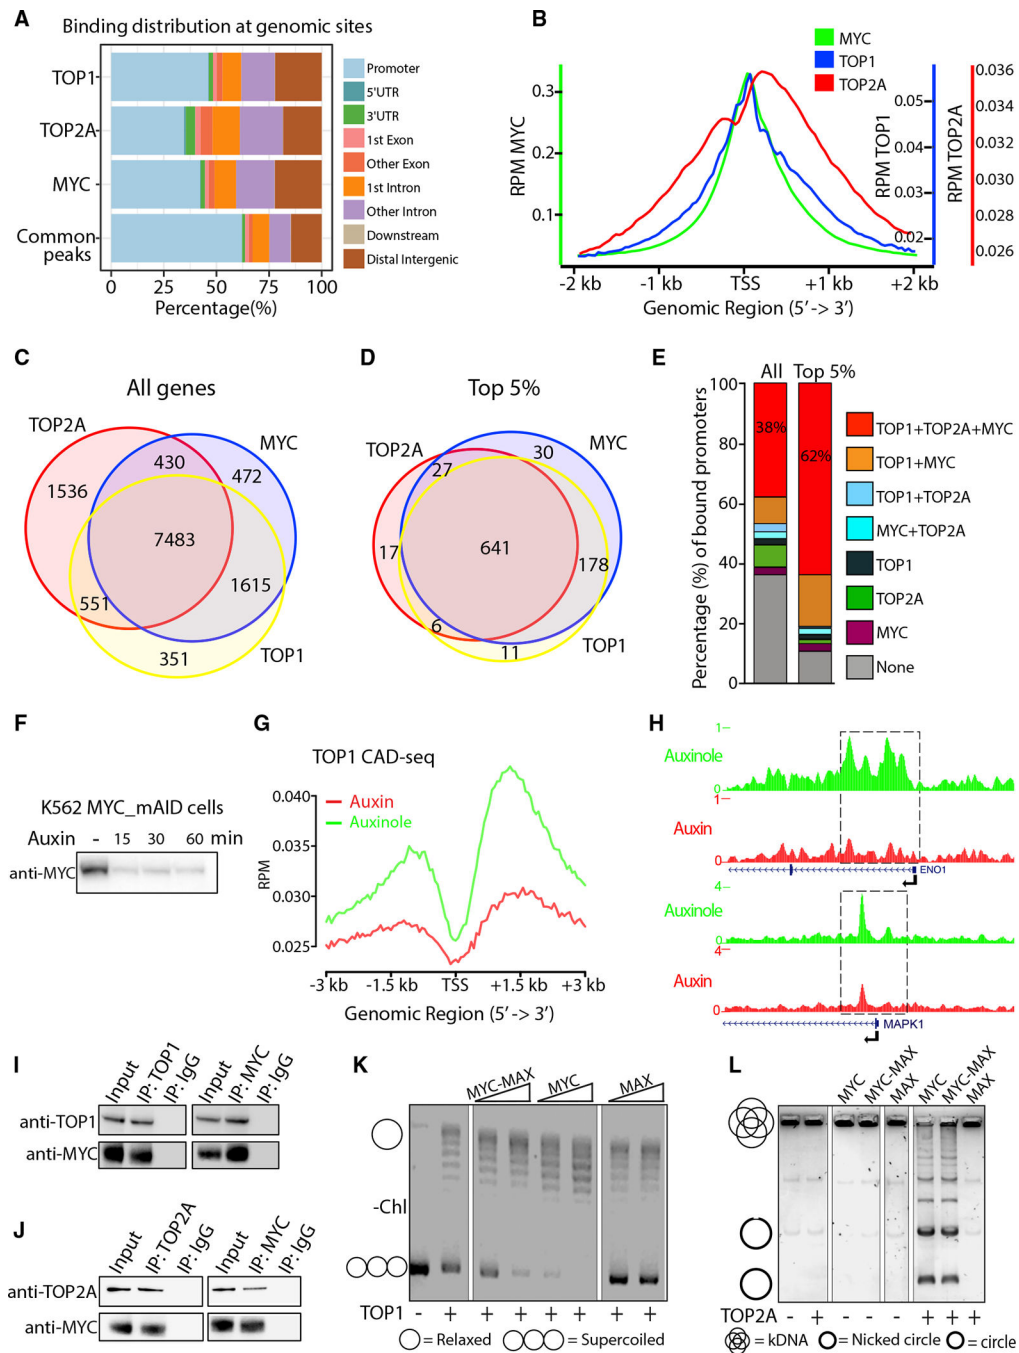 A
Binding distribution at genomic sites
TOP1
TOP2A
MYC
Common
peaks
0 25 50 75 100
Percentage(%)
Promoter
5'UTR
3'UTR
1st Exon
Other Exon
1st Intron
Other Intron
Downstream
Distal Intergenic
B
MYC
TOP1
TOP2A
RPM MYC
0.3
0.2
0.1
RPM TOP1
0.05
0.04
0.03
0.02
RPM TOP2A
0.036
0.034
0.032
0.030
0.028
0.026
-2 kb -1 kb TSS +1 kb +2 kb
Genomic Region (5' -> 3')
C
All genes
TOP2A
MYC
TOP1
430
472
1536
7483
1615
551
351
D
Top 5%
TOP2A
MYC
TOP1
27
30
17
641
178
6
11
E
All Top 5%
Percentage (%) of bound promoters
100
80
60
40
20
0
38%
62%
TOP1+TOP2A+MYC
TOP1+MYC
TOP1+TOP2A
MYC+TOP2A
TOP1
TOP2A
MYC
None
F
K562 MYC_mAID cells
Auxin - 15 30 60 min
anti-MYC
G
TOP1 CAD-seq
Auxin
Auxinole
RPM
0.040
0.035
0.030
0.025
-3 kb -1.5 kb TSS +1.5 kb +3 kb
Genomic Region (5' -> 3')
H
1
Auxinole
0
1
Auxin
0
ENO1
4
Auxinole
0
4
Auxin
0
MAPK1
I
Input IP: TOP1 IP: IgG Input IP: MYC IP: IgG
anti-TOP1
anti-MYC
J
Input IP: TOP2A IP: IgG Input IP: MYC IP: IgG
anti-TOP2A
anti-MYC
K
MYC-MAX MYC MAX
-Chl
TOP1 - + + + + + + +
= Relaxed = Supercoiled
L
MYC MYC-MAX MAX MYC MYC-MAX MAX
TOP2A - + - - - + + +
= kDNA = Nicked circle = circle